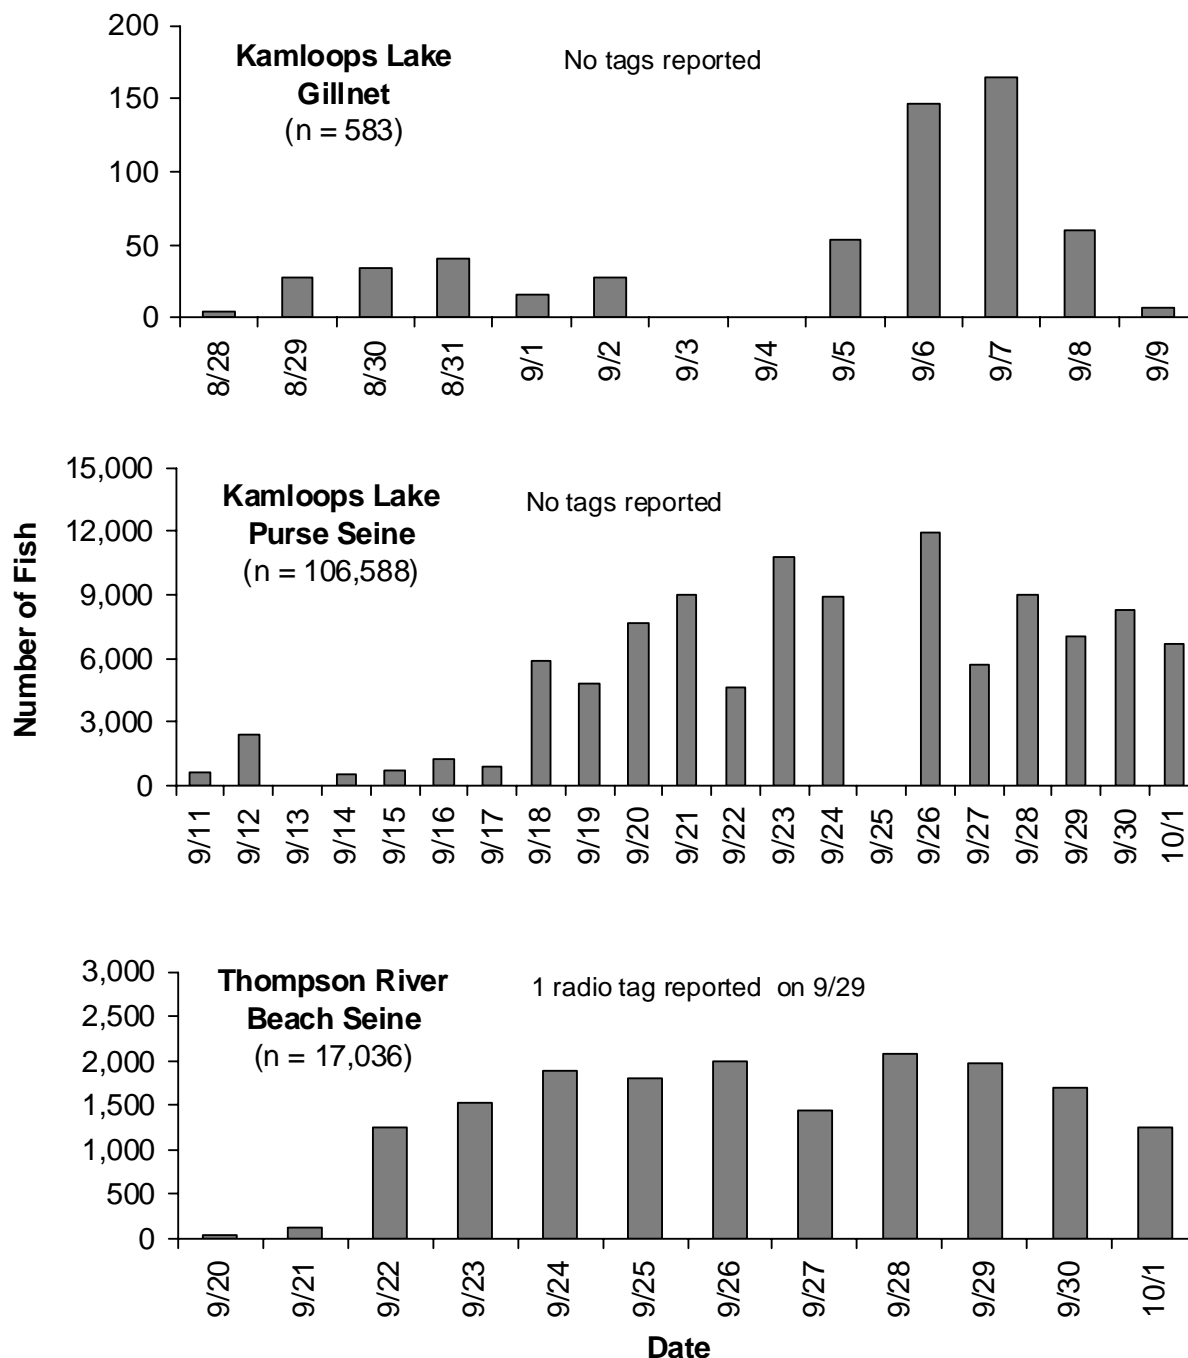 200
Kamloops Lake
No tags reported
Gillnet
150
(n = 583)
100
50
0
8/28 8/29 8/30 8/31 9/1 9/2 9/3 9/4 9/5 9/6 9/7 9/8 9/9
15,000
Kamloops Lake
No tags reported
Purse Seine
12,000
(n = 106,588)
9,000
6,000
3,000
0
Number of Fish
9/11 9/12 9/13 9/14 9/15 9/16 9/17 9/18 9/19 9/20 9/21 9/22 9/23 9/24 9/25 9/26 9/27 9/28 9/29 9/30 10/1
3,000
Thompson River
1 radio tag reported on 9/29
Beach Seine
2,500
(n = 17,036)
2,000
1,500
1,000
500
0
9/20 9/21 9/22 9/23 9/24 9/25 9/26 9/27 9/28 9/29 9/30 10/1
Date